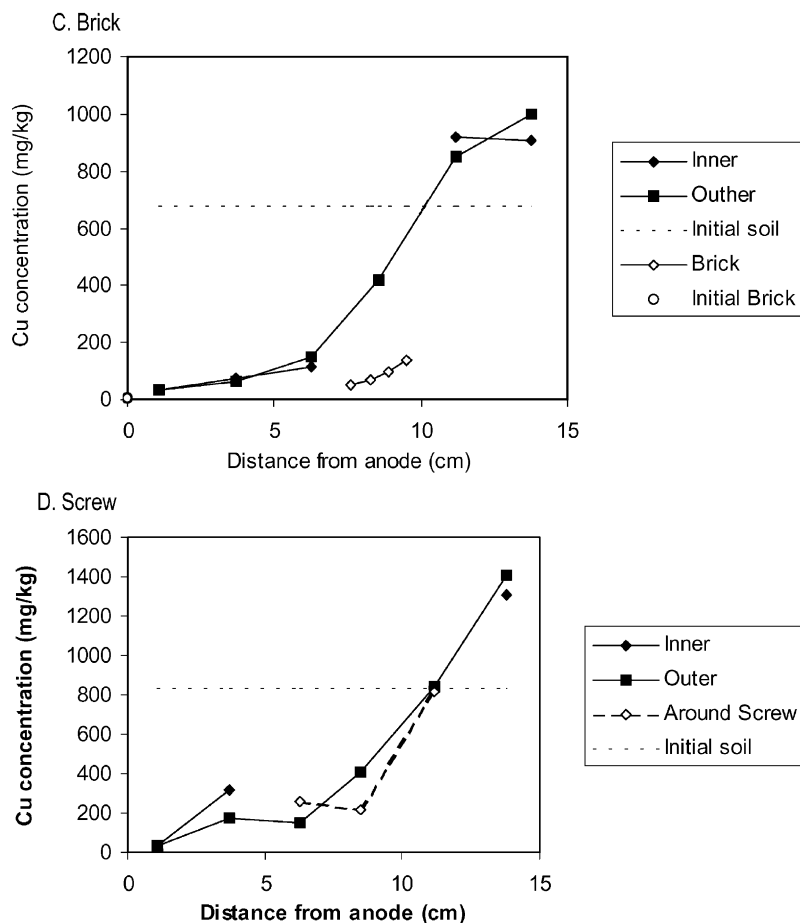 C. Brick
1200
1000
800
600
400
200
0
Cu concentration (mg/kg)
0 5 10 15
Distance from anode (cm)
Inner
Outher
Initial soil
Brick
Initial Brick
D. Screw
1600
1400
1200
1000
800
600
400
200
0
Cu concentration (mg/kg)
0 5 10 15
Distance from anode (cm)
Inner
Outer
Around Screw
Initial soil